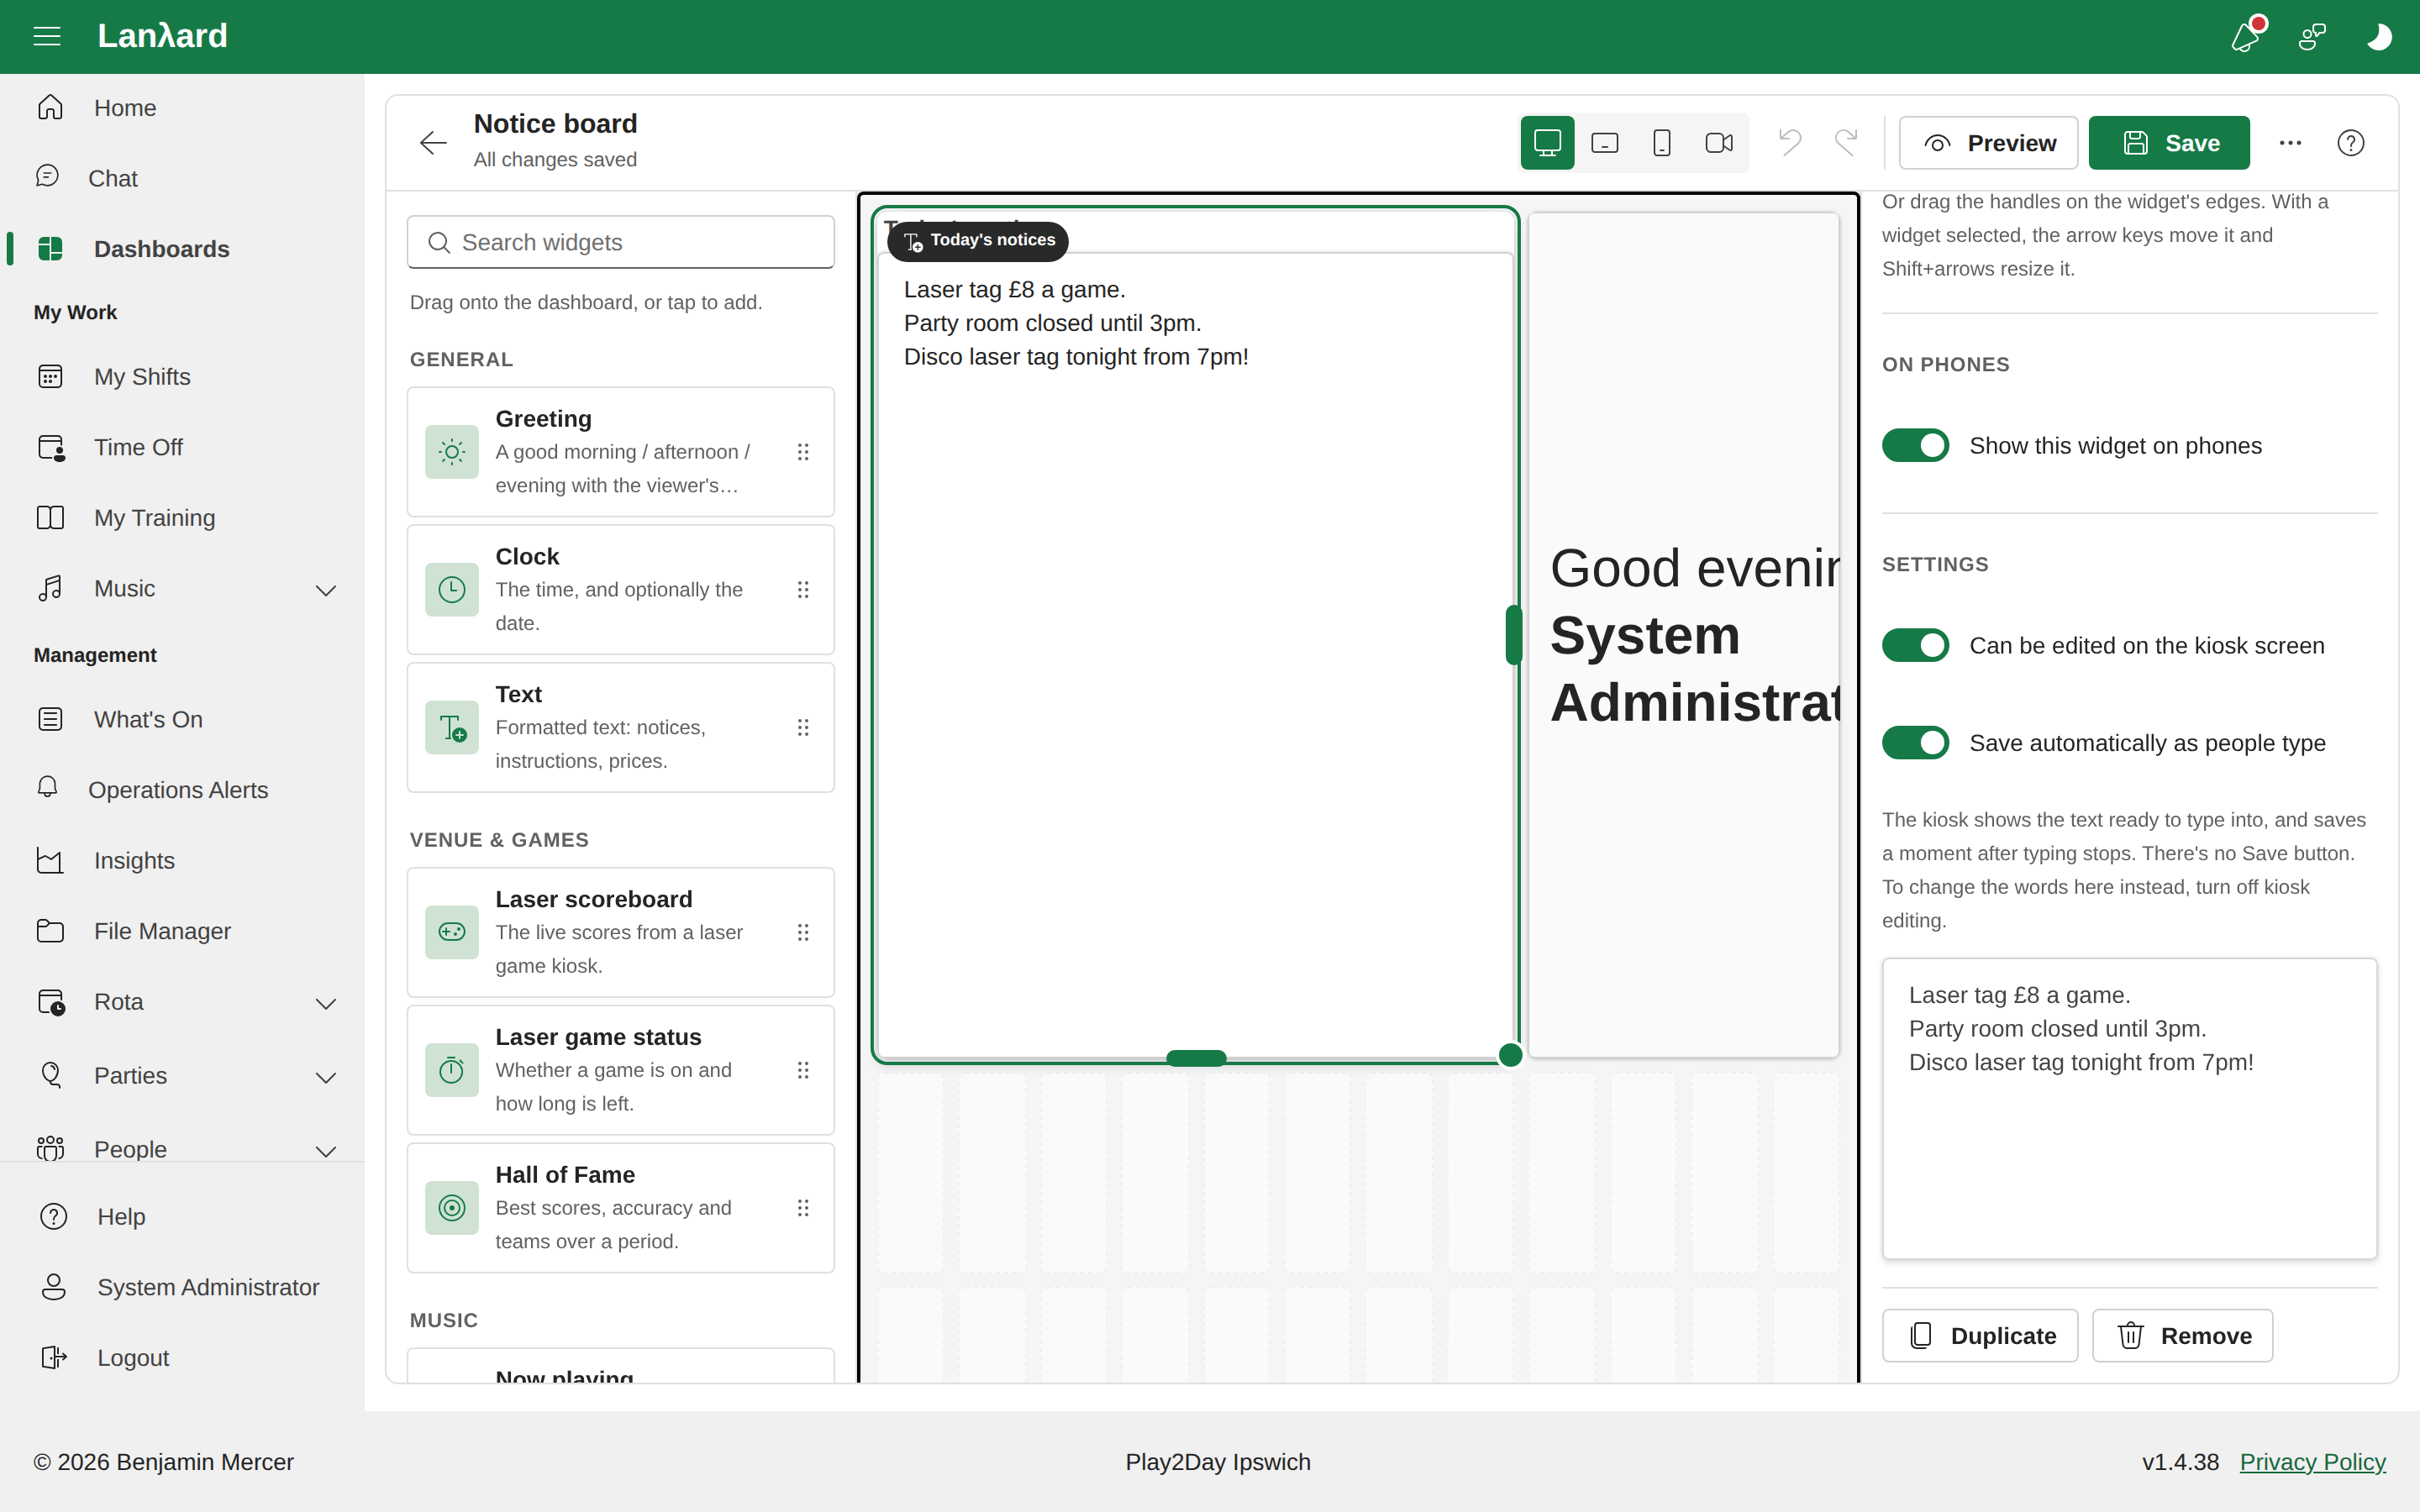 Lanλard
Home
Chat
Dashboards
My Work
My Shifts
Time Off
My Training
Music
Management
What's On
Operations Alerts
Insights
File Manager
Rota
Parties
People
Help
System Administrator
Logout
Notice board
All changes saved
Preview
Save
Search widgets
Drag onto the dashboard, or tap to add.
GENERAL
Greeting
A good morning / afternoon /
evening with the viewer's…
Clock
The time, and optionally the
date.
Text
Formatted text: notices,
instructions, prices.
VENUE & GAMES
Laser scoreboard
The live scores from a laser
game kiosk.
Laser game status
Whether a game is on and
how long is left.
Hall of Fame
Best scores, accuracy and
teams over a period.
MUSIC
Now playing
Today's notices
Laser tag £8 a game.
Party room closed until 3pm.
Disco laser tag tonight from 7pm!
Good evenin
System
Administrat
Or drag the handles on the widget's edges. With a
widget selected, the arrow keys move it and
Shift+arrows resize it.
ON PHONES
Show this widget on phones
SETTINGS
Can be edited on the kiosk screen
Save automatically as people type
The kiosk shows the text ready to type into, and saves
a moment after typing stops. There's no Save button.
To change the words here instead, turn off kiosk
editing.
Laser tag £8 a game.
Party room closed until 3pm.
Disco laser tag tonight from 7pm!
Duplicate
Remove
© 2026 Benjamin Mercer
Play2Day Ipswich
v1.4.38
Privacy Policy